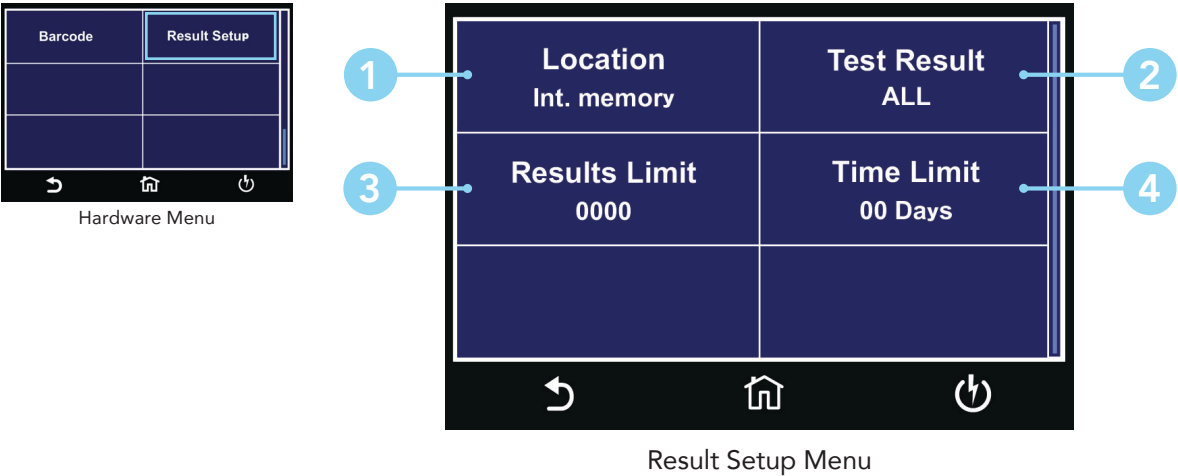 Barcode
Result Setup
Hardware Menu
1
Location
Int. memory
Test Result
ALL
2
3
Results Limit
0000
Time Limit
00 Days
4
Result Setup Menu